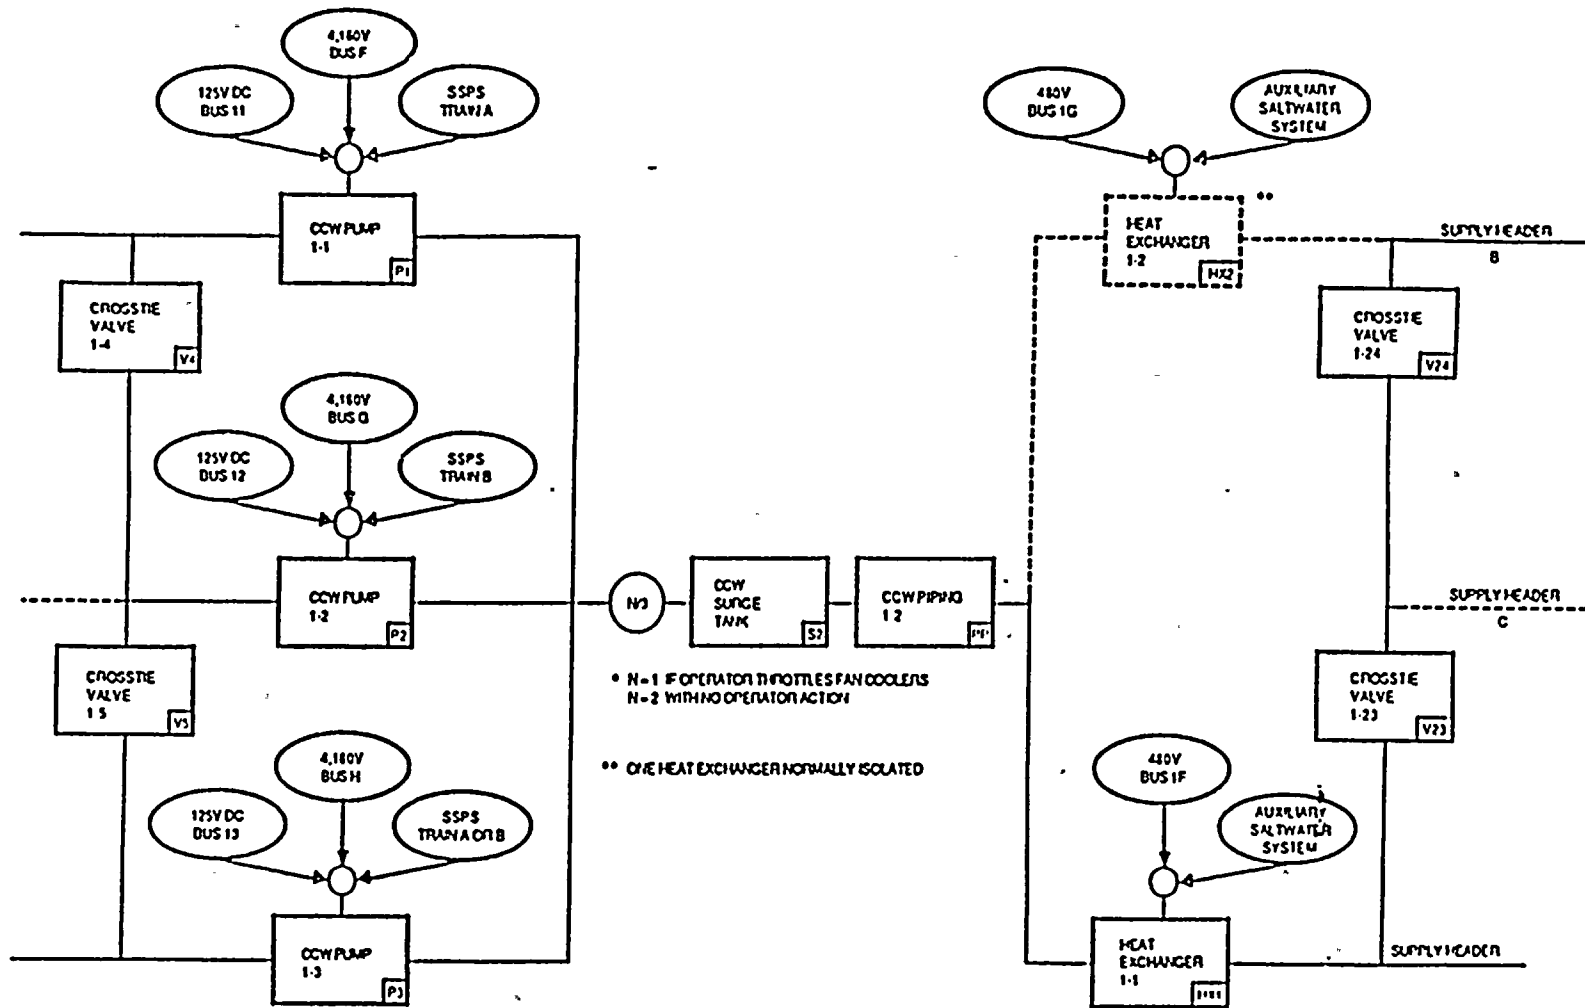 4,160V
BUS F
125V DC
BUS 11
SSPS
TRAIN A
CCW PUMP
1-1
P1
CROSSTIE
VALVE
1-4
V4
4,160V
BUS G
125V DC
BUS 12
SSPS
TRAIN B
CCW PUMP
1-2
P2
CROSSTIE
VALVE
1-5
V5
4,160V
BUS H
125V DC
BUS 13
SSPS
TRAIN A OR B
CCW PUMP
1-3
P3
N/3
CCW
SURGE
TANK
S2
CCW PIPING
1-2
PP
* N = 1 IF OPERATOR THROTTLES FAN COOLERS
N = 2 WITH NO OPERATOR ACTION
** ONE HEAT EXCHANGER NORMALLY ISOLATED
480V
BUS 1G
AUXILIARY
SALTWATER
SYSTEM
**
HEAT
EXCHANGER
1-2
HX2
SUPPLY HEADER
B
CROSSTIE
VALVE
1-24
V24
SUPPLY HEADER
C
CROSSTIE
VALVE
1-23
V23
480V
BUS 1F
AUXILIARY
SALTWATER
SYSTEM
HEAT
EXCHANGER
1-1
HX1
SUPPLY HEADER